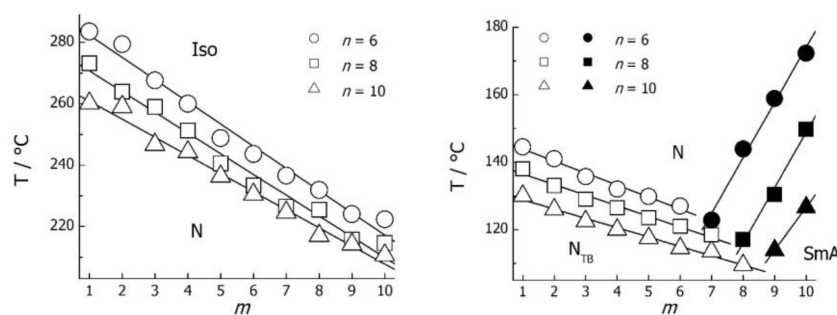 280
260
240
220
T / °C
Iso
N
n = 6
n = 8
n = 10
1 2 3 4 5 6 7 8 9 10
m
180
160
140
120
T / °C
n = 6
n = 8
n = 10
N
N_TB
SmA
1 2 3 4 5 6 7 8 9 10
m